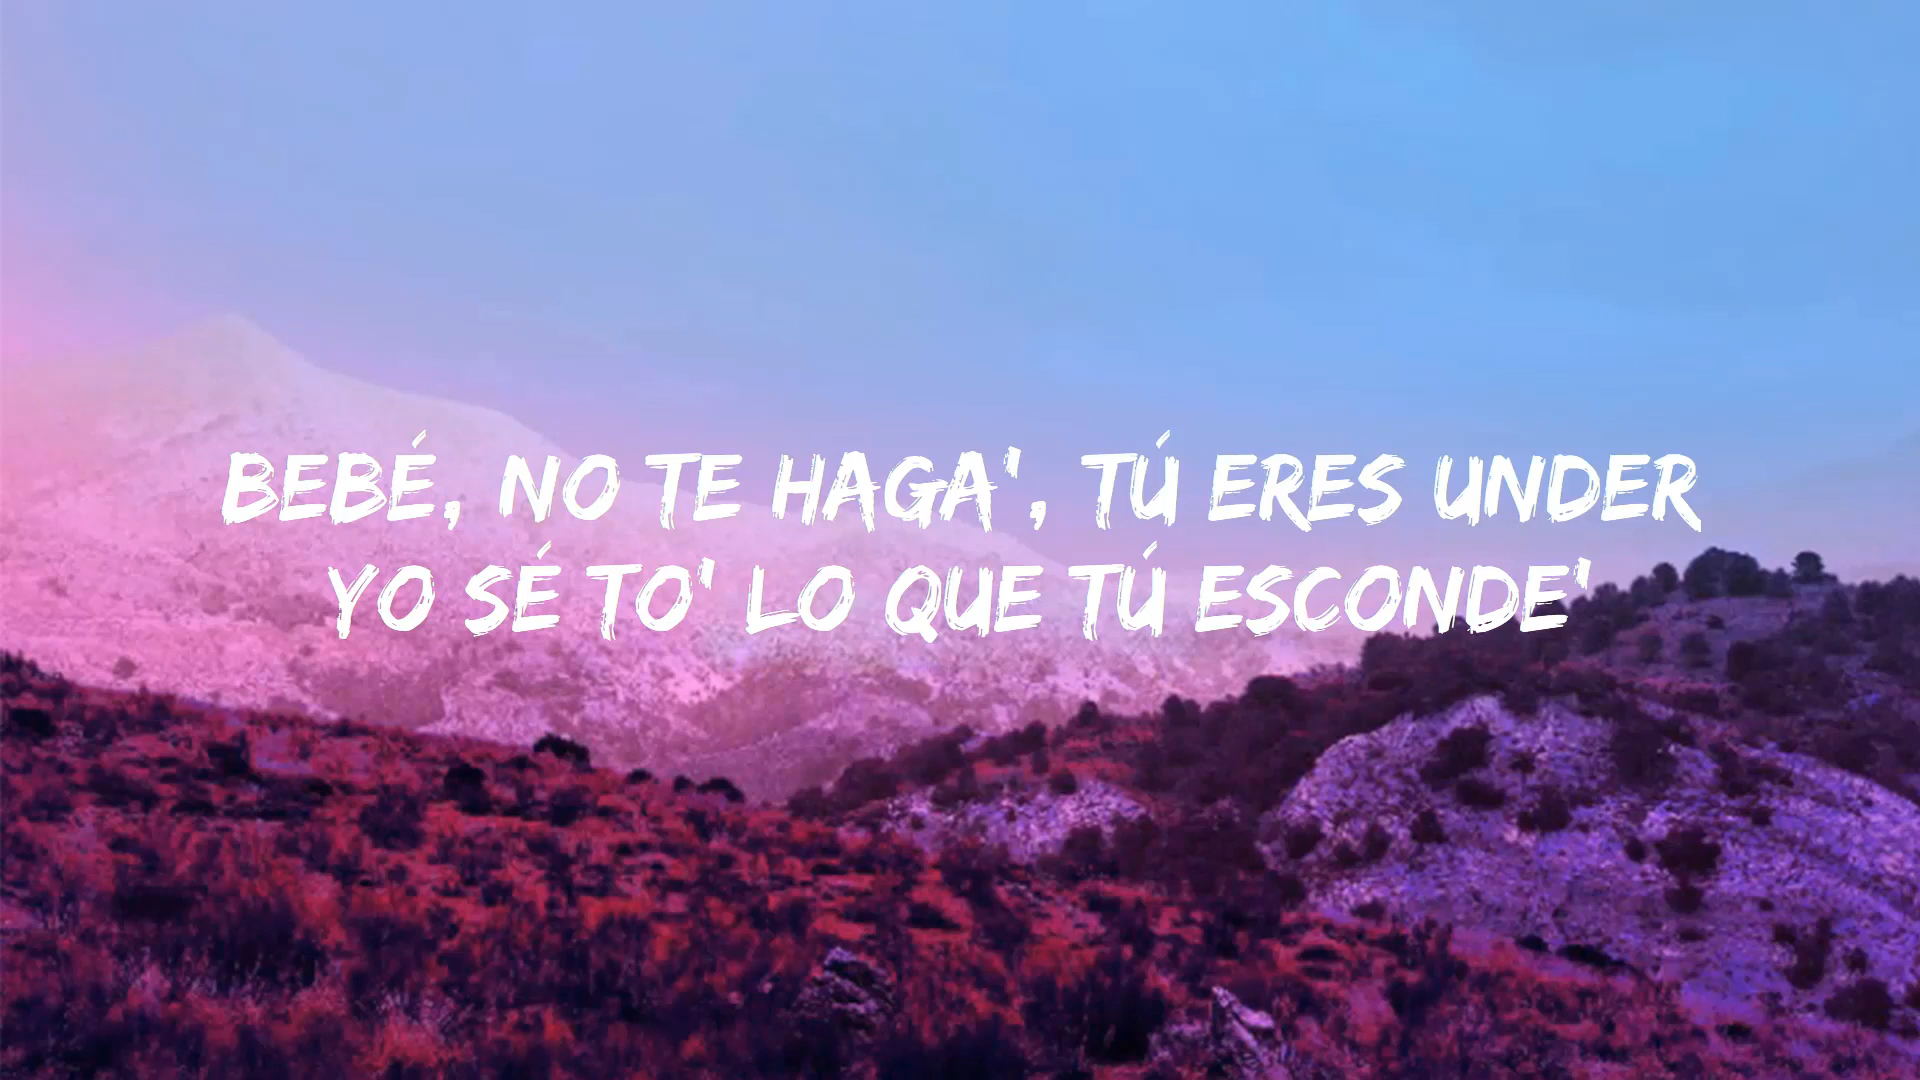 BEBÉ, NO TE HAGA', TÚ ERES UNDER
YO SÉ TO' LO QUE TÚ ESCONDE'